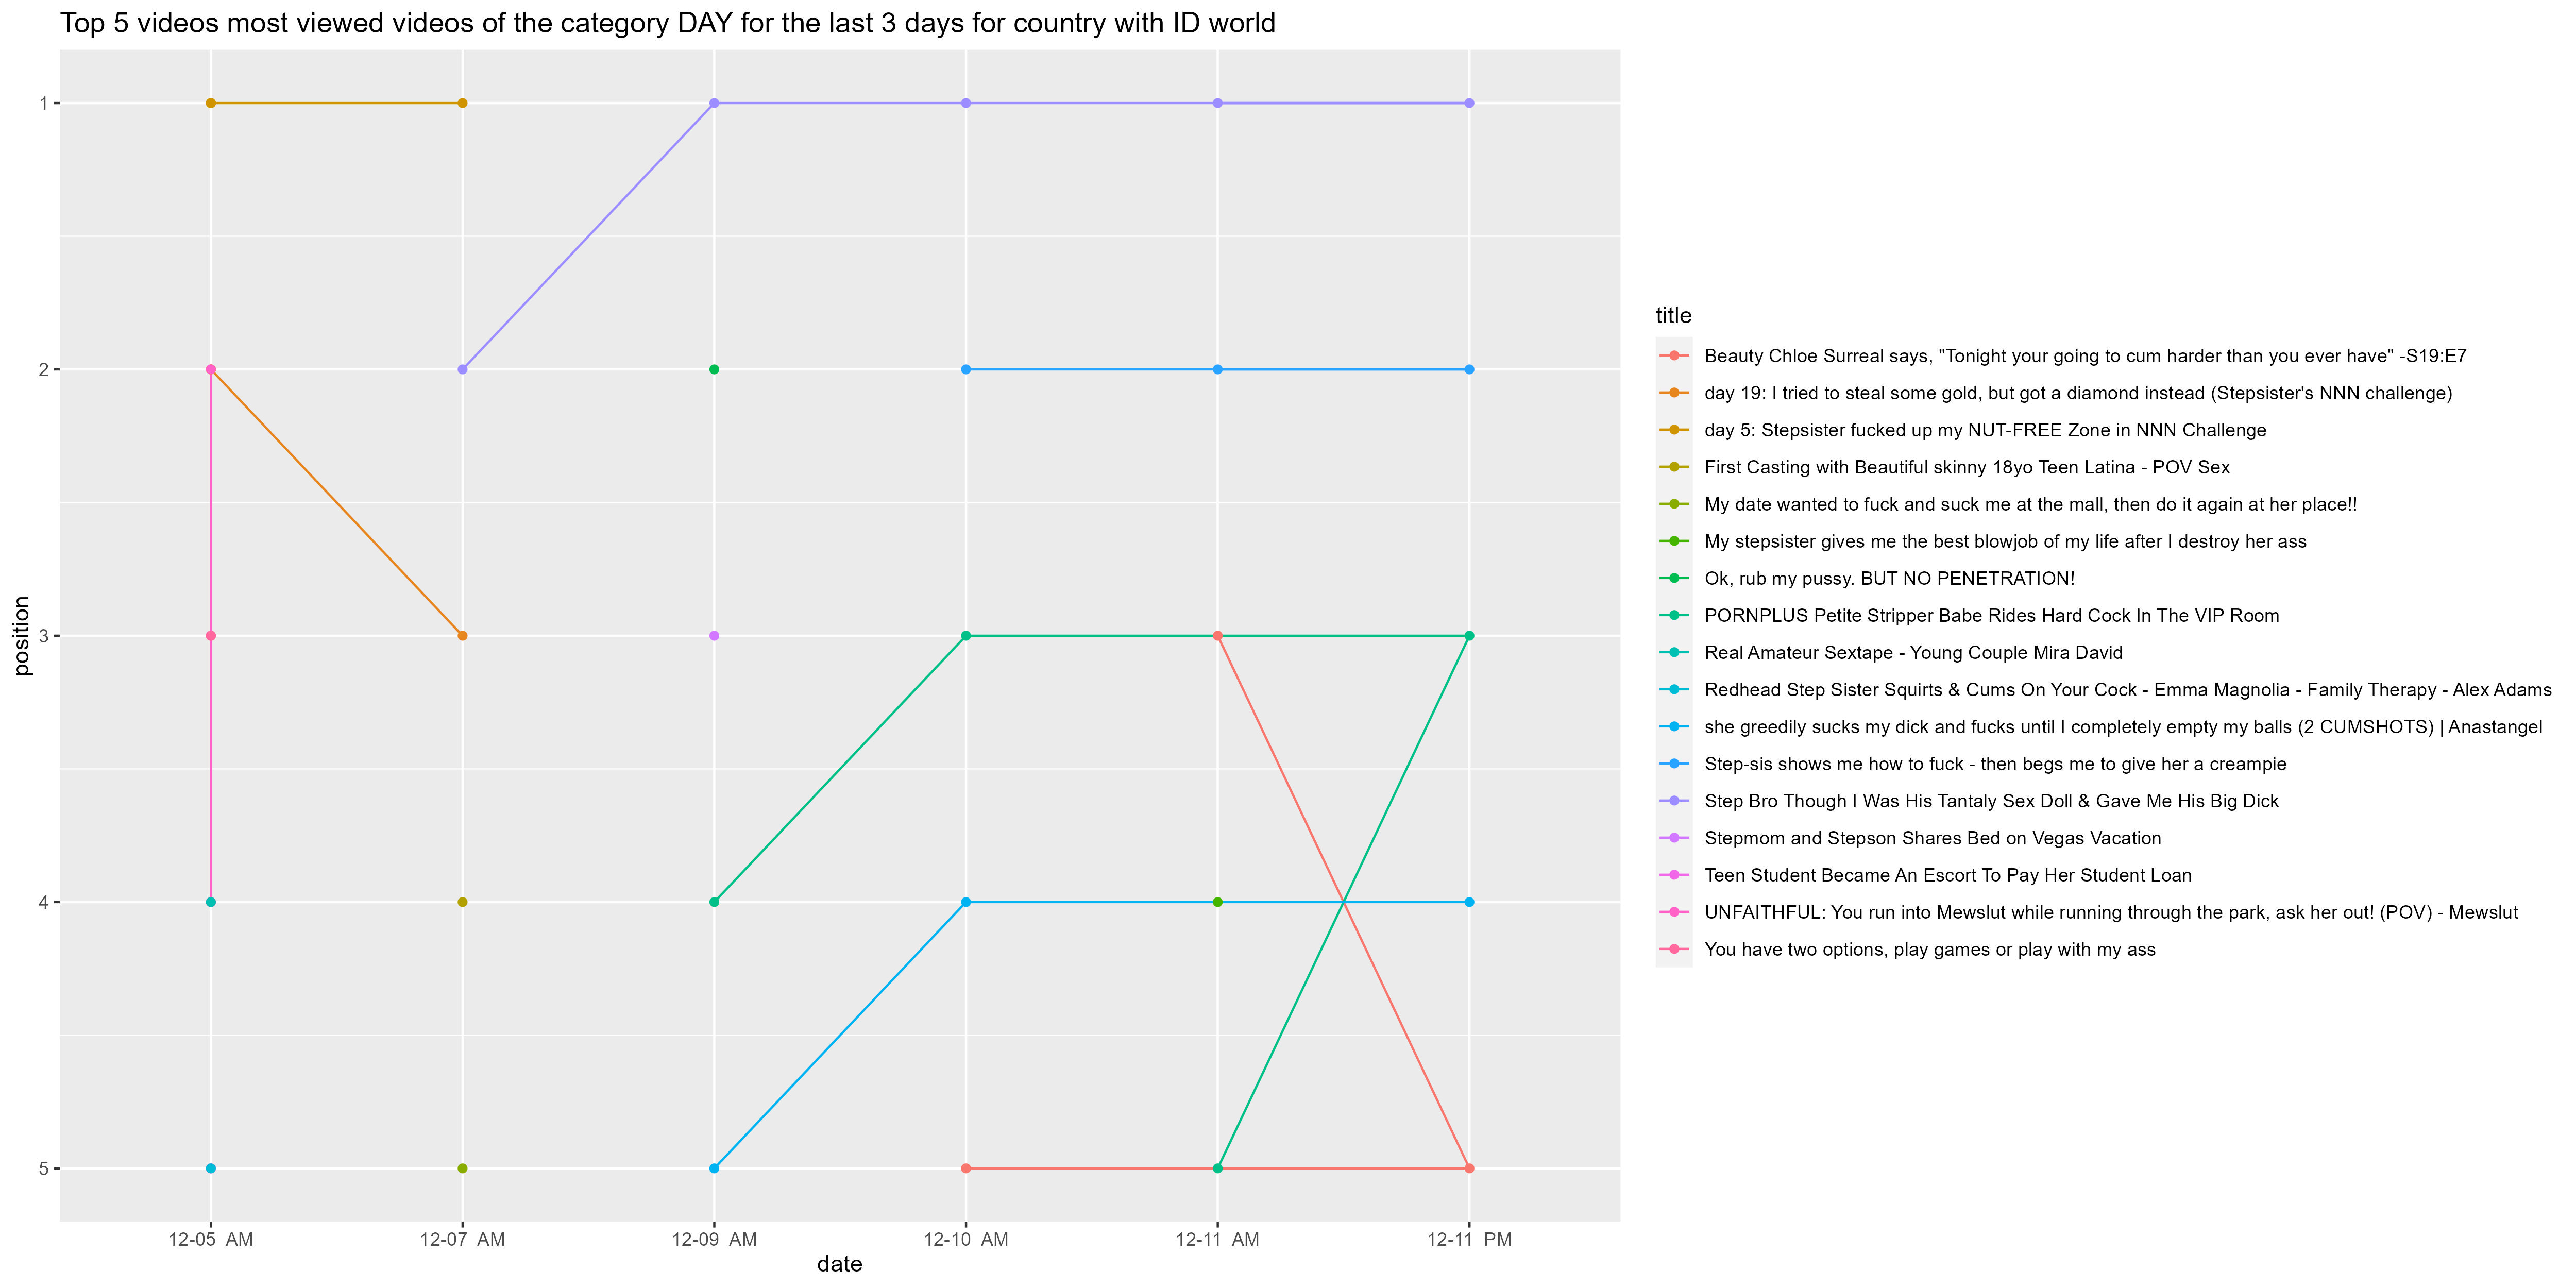 Top 5 videos most viewed videos of the category DAY for the last 3 days for country with ID world
position
1
2
3
4
5
12-05 AM
12-07 AM
12-09 AM
12-10 AM
12-11 AM
12-11 PM
date
title
Beauty Chloe Surreal says, "Tonight your going to cum harder than you ever have" -S19:E7
day 19: I tried to steal some gold, but got a diamond instead (Stepsister's NNN challenge)
day 5: Stepsister fucked up my NUT-FREE Zone in NNN Challenge
First Casting with Beautiful skinny 18yo Teen Latina - POV Sex
My date wanted to fuck and suck me at the mall, then do it again at her place!!
My stepsister gives me the best blowjob of my life after I destroy her ass
Ok, rub my pussy. BUT NO PENETRATION!
PORNPLUS Petite Stripper Babe Rides Hard Cock In The VIP Room
Real Amateur Sextape - Young Couple Mira David
Redhead Step Sister Squirts & Cums On Your Cock - Emma Magnolia - Family Therapy - Alex Adams
she greedily sucks my dick and fucks until I completely empty my balls (2 CUMSHOTS) | Anastangel
Step-sis shows me how to fuck - then begs me to give her a creampie
Step Bro Though I Was His Tantaly Sex Doll & Gave Me His Big Dick
Stepmom and Stepson Shares Bed on Vegas Vacation
Teen Student Became An Escort To Pay Her Student Loan
UNFAITHFUL: You run into Mewslut while running through the park, ask her out! (POV) - Mewslut
You have two options, play games or play with my ass